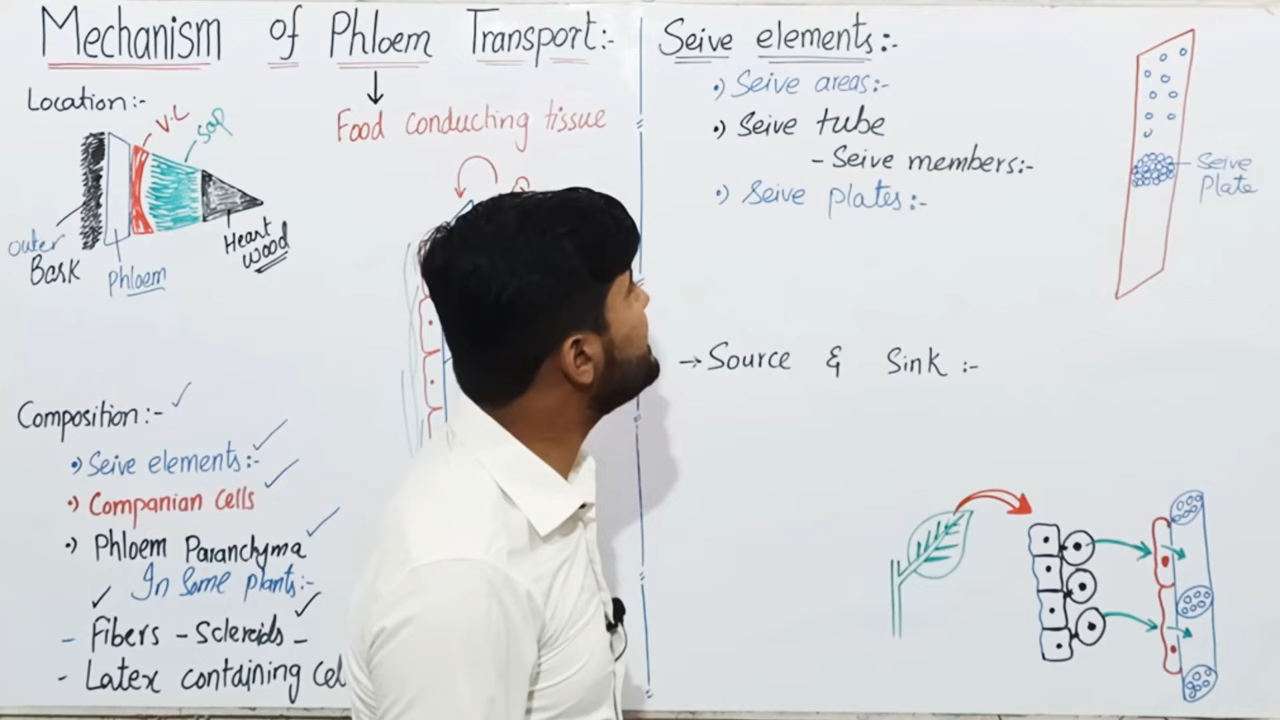 Mechanism of Phloem Transport:-
Food conducting tissue
Location:-
V.C
Sap
Outer
Bark
Phloem
Heart
wood
Composition:-
•) Seive elements:-
•) Companian cells
•) Phloem Paranchyma
In Some plants:-
- Fibers - Scleroids -
- Latex containing cel
Seive elements:-
•) Seive areas:-
•) Seive tube
- Seive members:-
•) Seive plates:-
Seive
Plate
→ Source & Sink :-